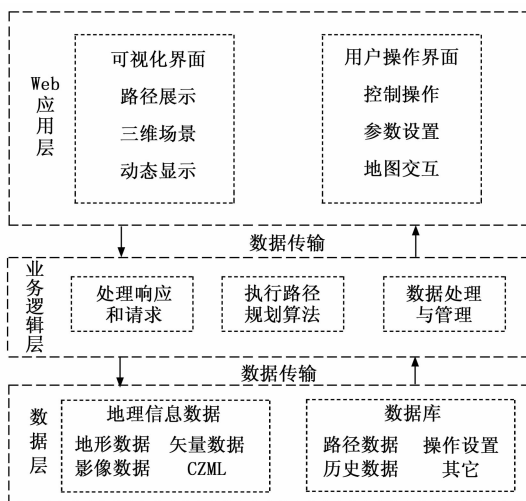 Web
应
用
层
可视化界面
路径展示
三维场景
动态显示
用户操作界面
控制操作
参数设置
地图交互
数据传输
业
务
逻
辑
层
处理响应
和请求
执行路径
规划算法
数据处理
与管理
数据传输
数
据
层
地理信息数据
地形数据 矢量数据
影像数据 CZML
数据库
路径数据 操作设置
历史数据 其它